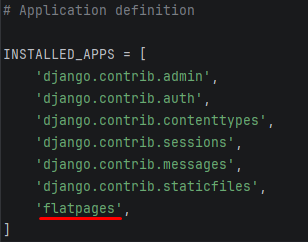 # Application definition
INSTALLED_APPS = [
    'django.contrib.admin',
    'django.contrib.auth',
    'django.contrib.contenttypes',
    'django.contrib.sessions',
    'django.contrib.messages',
    'django.contrib.staticfiles',
    'flatpages',
]